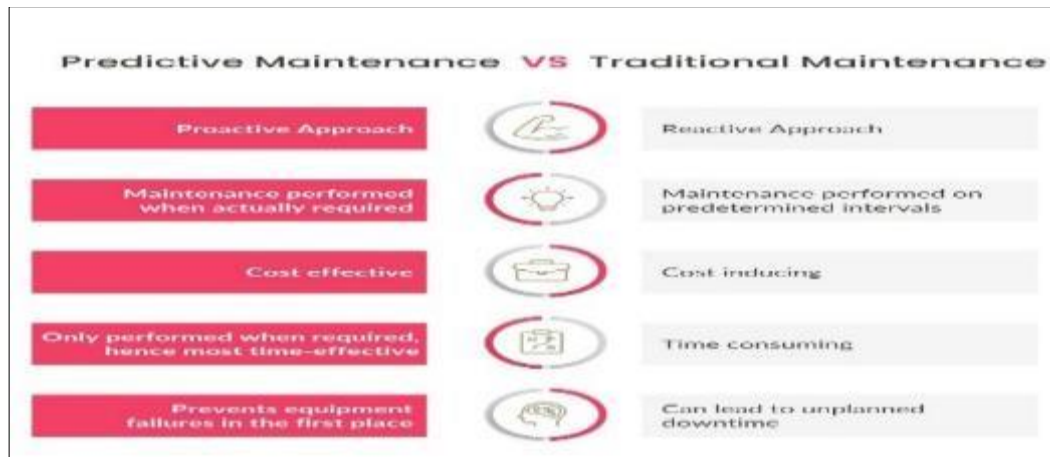 Predictive Maintenance VS Traditional Maintenance
Proactive Approach
Reactive Approach
Maintenance performed
when actually required
Maintenance performed on
predetermined intervals
Cost effective
Cost inducing
Only performed when required,
hence most time-effective
Time consuming
Prevents equipment
failures in the first place
Can lead to unplanned
downtime